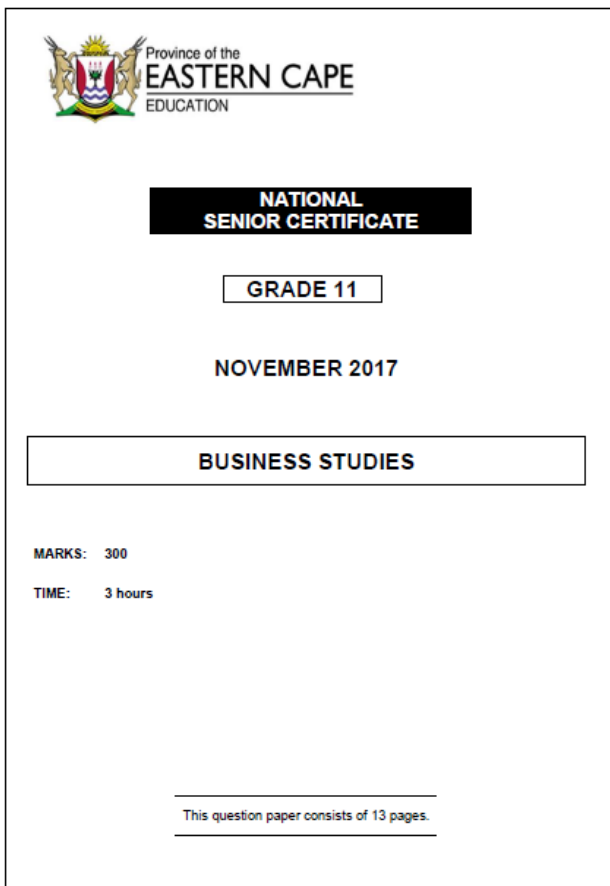 Province of the
EASTERN CAPE
EDUCATION
NATIONAL
SENIOR CERTIFICATE
GRADE 11
NOVEMBER 2017
BUSINESS STUDIES
MARKS: 300
TIME: 3 hours
This question paper consists of 13 pages.